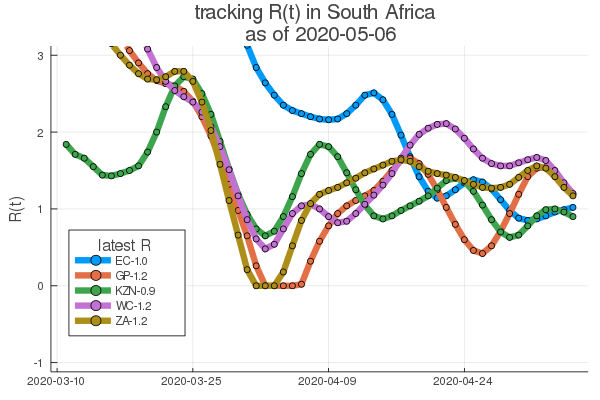 tracking R(t) in South Africa
as of 2020-05-06
3
2
1
0
-1
R(t)
latest R
EC-1.0
GP-1.2
KZN-0.9
WC-1.2
ZA-1.2
2020-03-10 2020-03-25 2020-04-09 2020-04-24